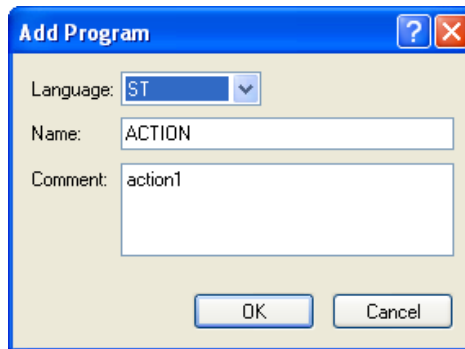 Add Program
Language: ST
Name: ACTION
Comment: action1
OK Cancel